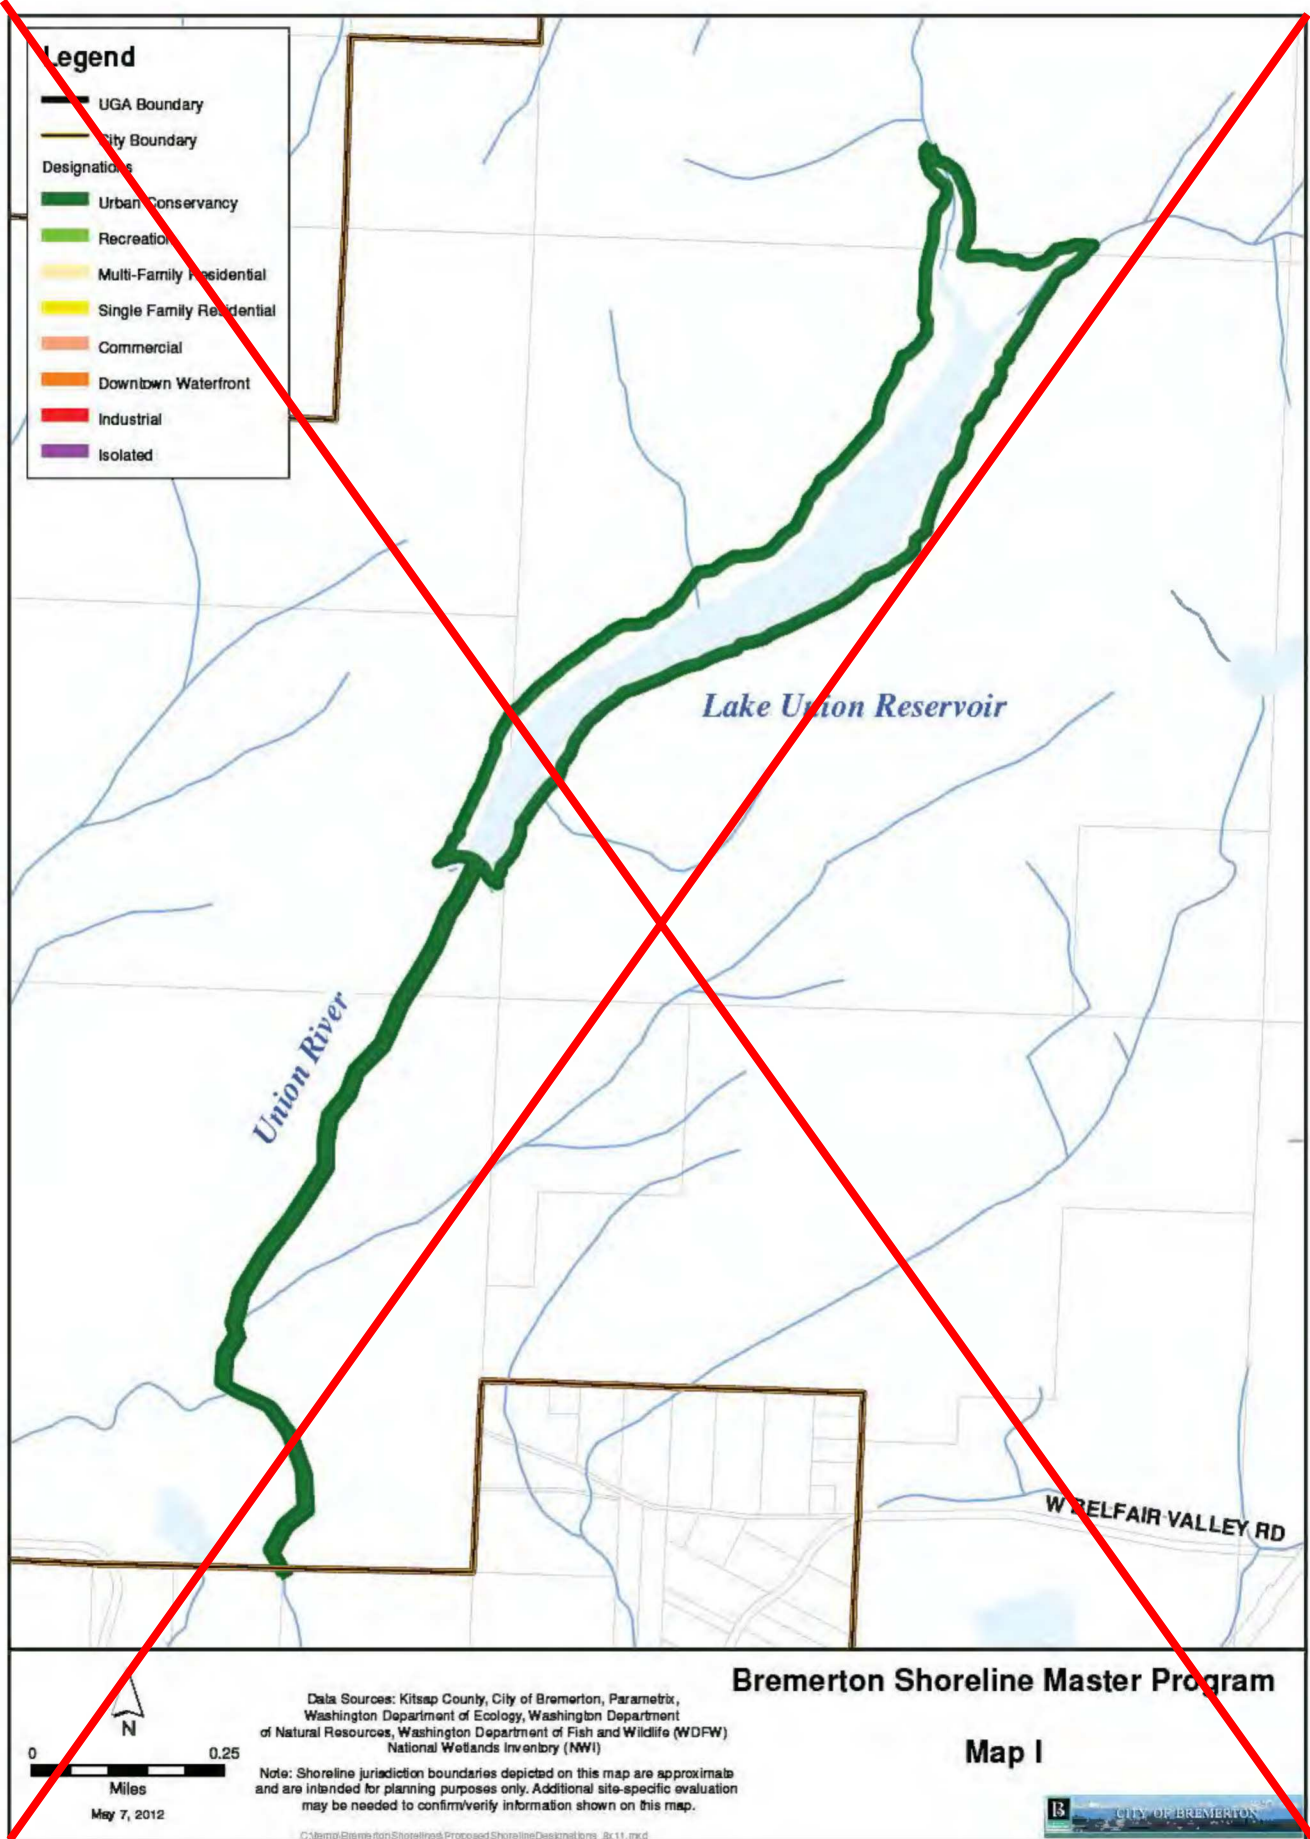 Legend
UGA Boundary
City Boundary
Designations
Urban Conservancy
Recreation
Multi-Family Residential
Single Family Residential
Commercial
Downtown Waterfront
Industrial
Isolated
Lake Union Reservoir
Union River
W BELFAIR VALLEY RD
N
0 0.25
Miles
May 7, 2012
Data Sources: Kitsap County, City of Bremerton, Parametrix,
Washington Department of Ecology, Washington Department
of Natural Resources, Washington Department of Fish and Wildlife (WDFW)
National Wetlands Inventory (NWI)
Note: Shoreline jurisdiction boundaries depicted on this map are approximate
and are intended for planning purposes only. Additional site-specific evaluation
may be needed to confirm/verify information shown on this map.
Bremerton Shoreline Master Program
Map I
B
CITY OF BREMERTON